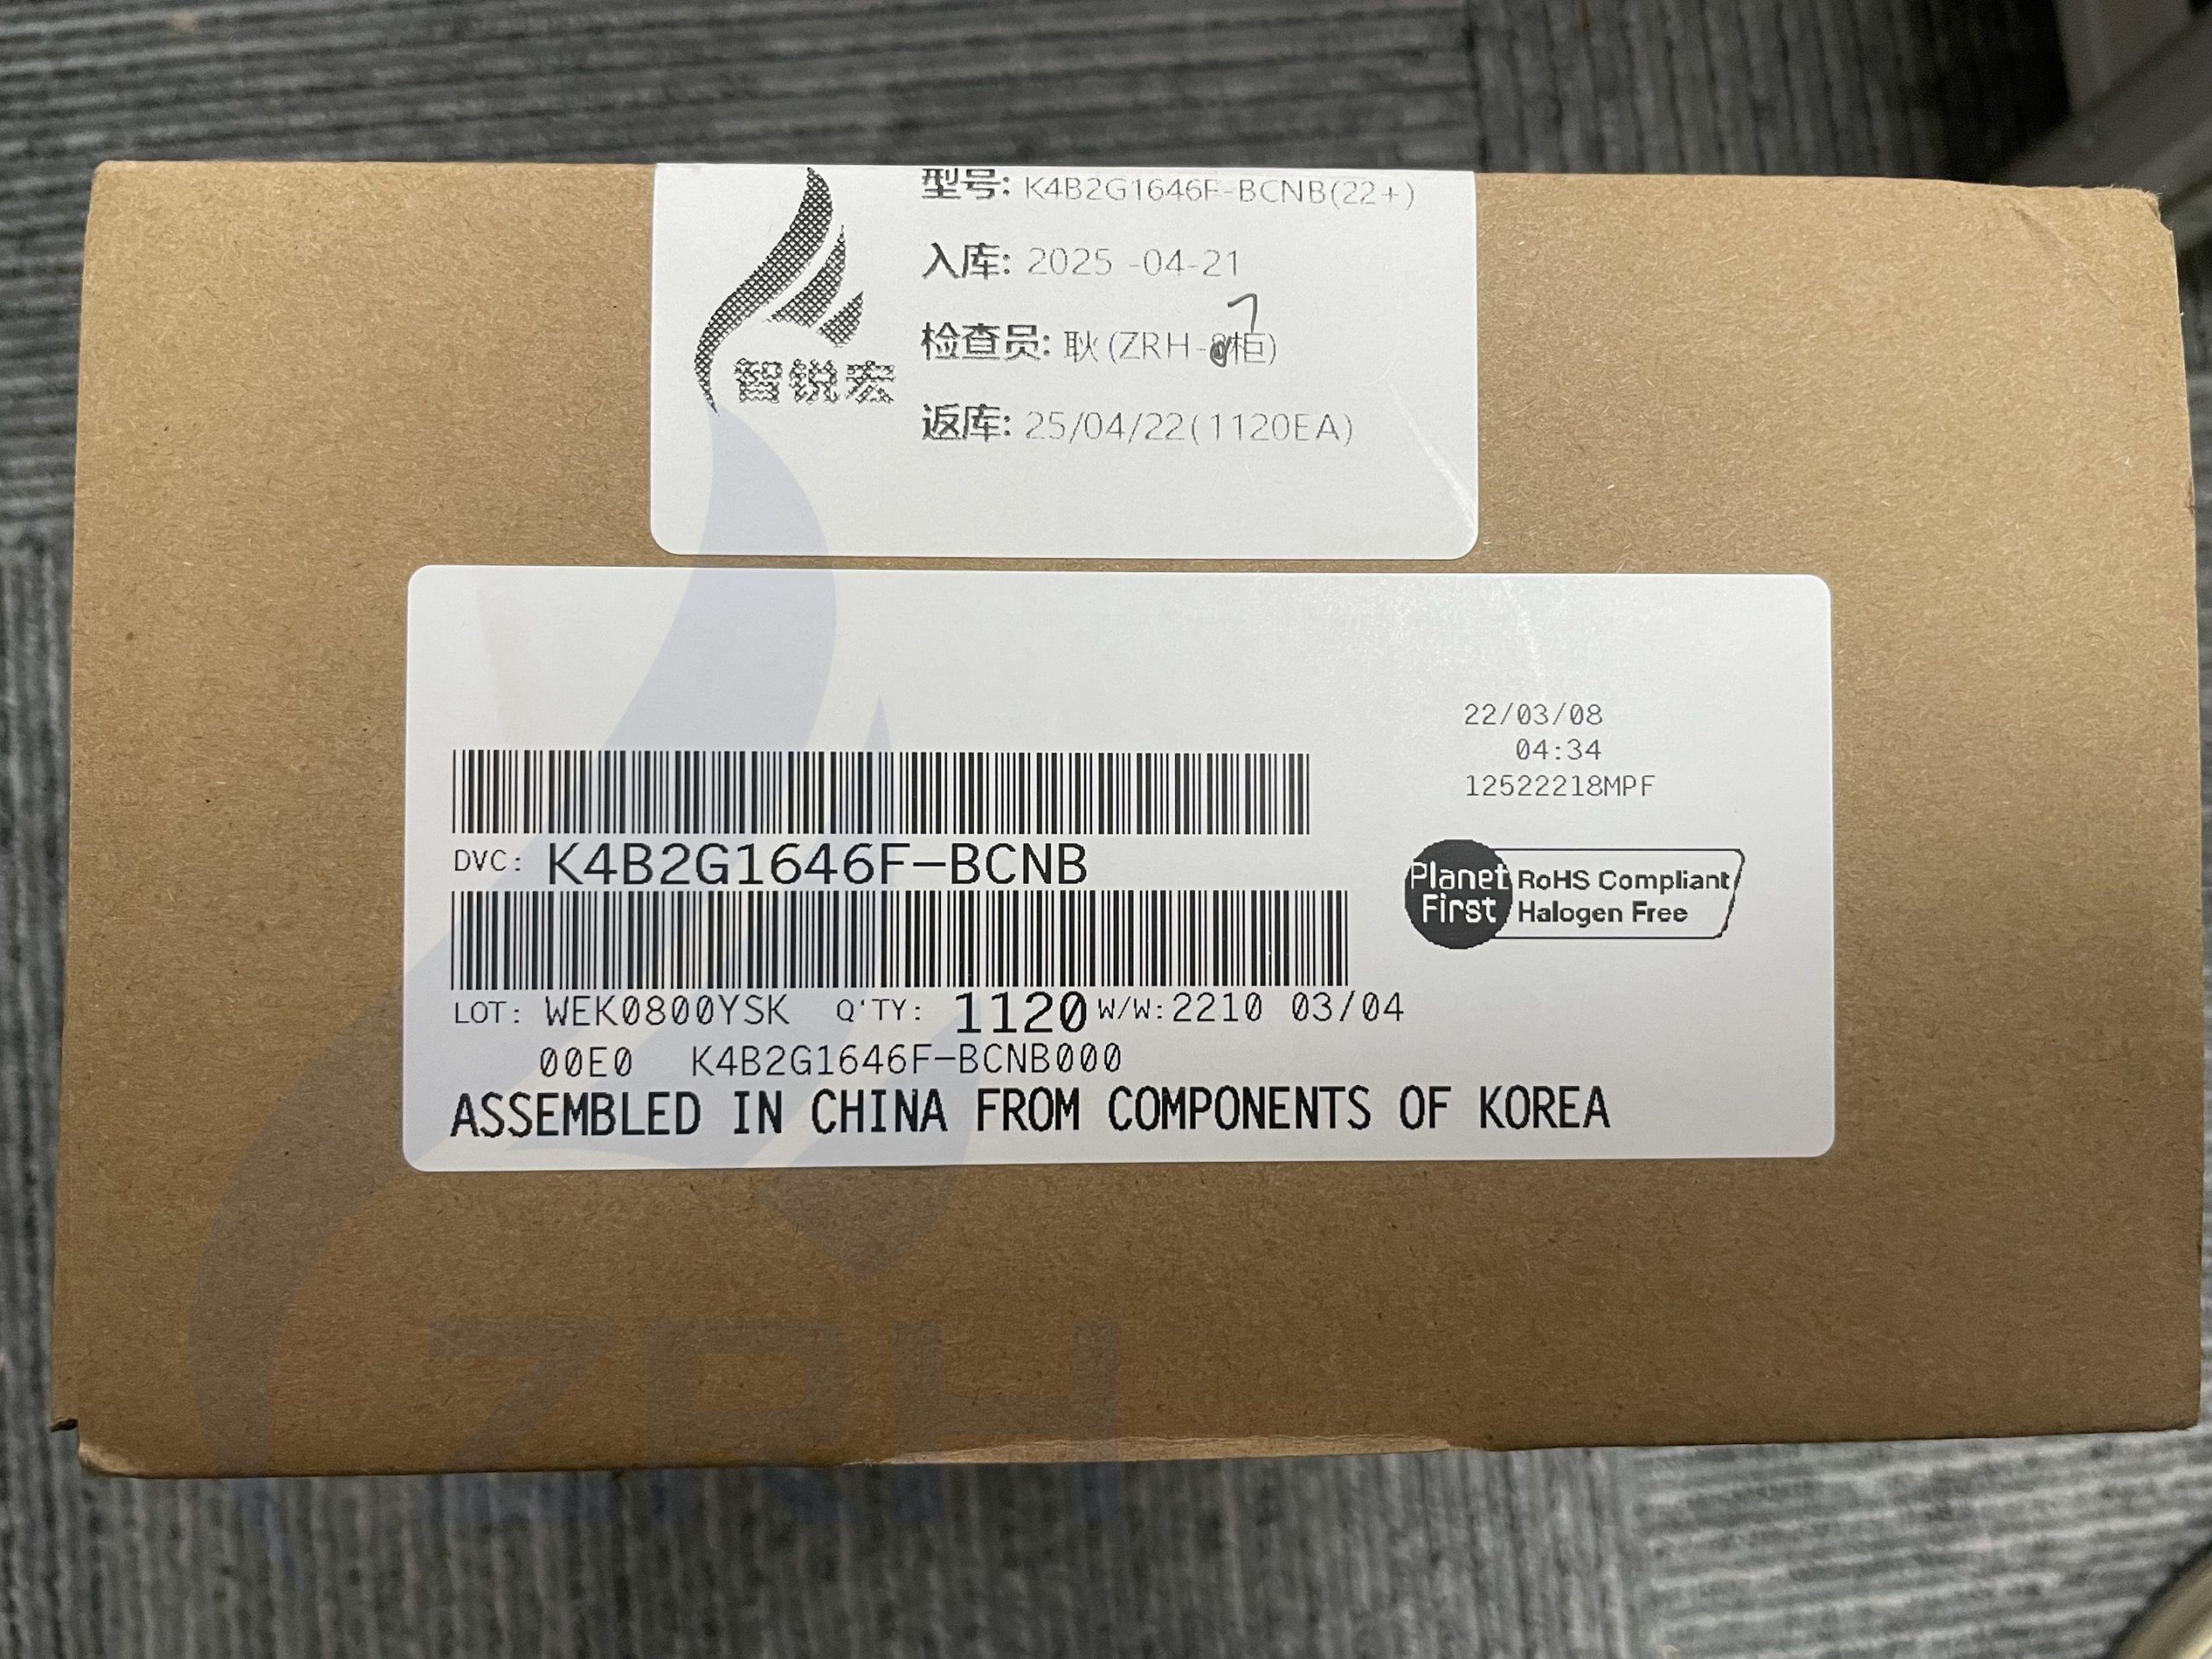 型号: K4B2G1646F-BCNB(22+)
入库: 2025 -04-21
7
检查员: 耿(ZRH-柜)
智锐宏
返库: 25/04/22(1120EA)
22/03/08
04:34
12522218MPF
DVC: K4B2G1646F-BCNB
Planet First
RoHS Compliant
Halogen Free
LOT: WEK0800YSK Q'TY: 1120 W/W:2210 03/04
00E0 K4B2G1646F-BCNB000
ASSEMBLED IN CHINA FROM COMPONENTS OF KOREA
ZRH